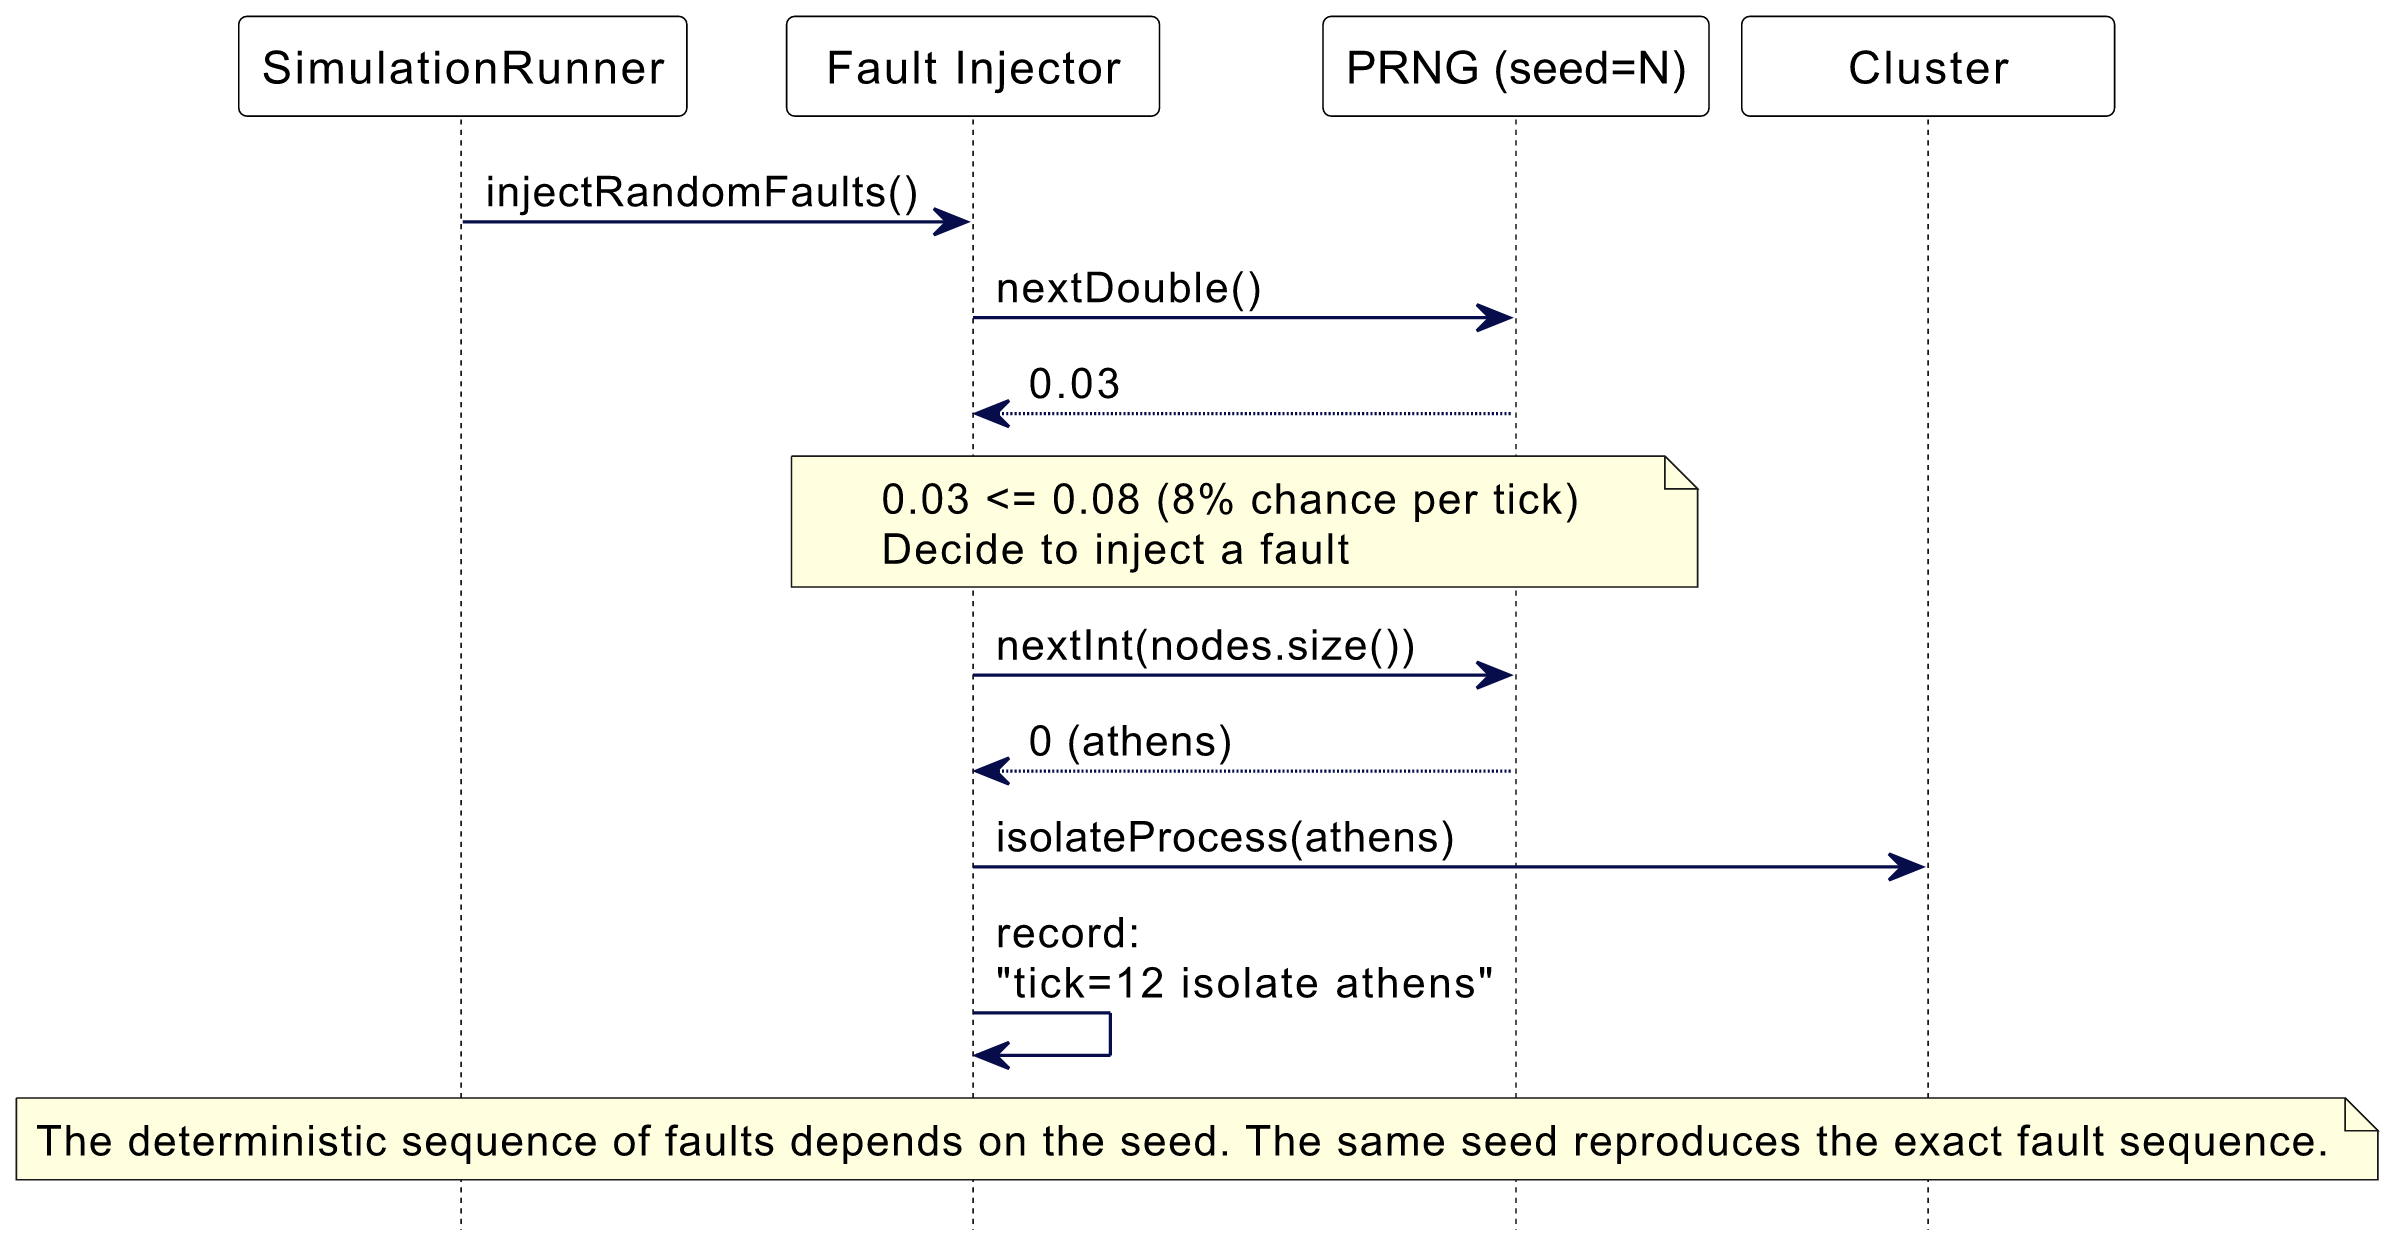 SimulationRunner
Fault Injector
PRNG (seed=N)
Cluster
injectRandomFaults()
nextDouble()
0.03
0.03 <= 0.08 (8% chance per tick)
Decide to inject a fault
nextInt(nodes.size())
0 (athens)
isolateProcess(athens)
record:
"tick=12 isolate athens"
The deterministic sequence of faults depends on the seed. The same seed reproduces the exact fault sequence.